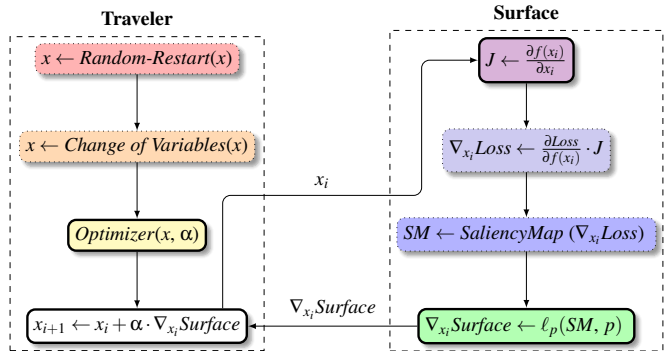 Traveler
x ← Random-Restart(x)
x ← Change of Variables(x)
Optimizer(x, α)
x_{i+1} ← x_i + α · ∇_{x_i} Surface
x_i
∇_{x_i} Surface
Surface
J ← ∂f(x_i)/∂x_i
∇_{x_i} Loss ← ∂Loss/∂f(x_i) · J
SM ← SaliencyMap (∇_{x_i} Loss)
∇_{x_i} Surface ← ℓ_p(SM, p)